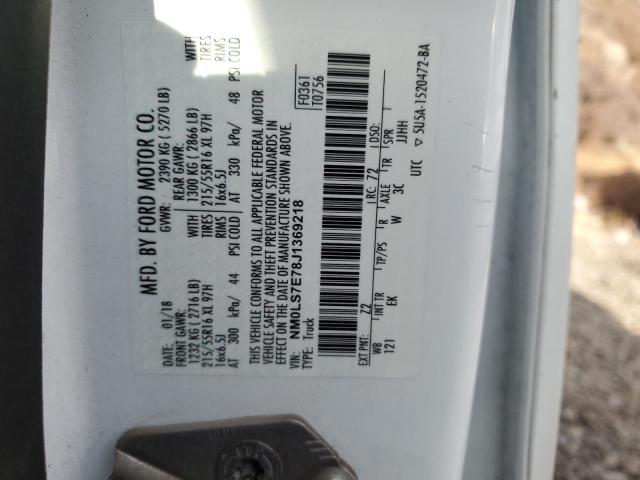 MFD. BY FORD MOTOR CO.
DATE: 01/18 GVWR: 2390 KG ( 5270 LB)
FRONT GAWR: REAR GAWR:
1232 KG ( 2716 LB) WITH 1300 KG ( 2866 LB) WITH
215/55R16 XL 97H TIRES 215/55R16 XL 97H TIRES
16x6.5J RIMS 16x6.5J RIMS
AT 300 kPa/ 44 PSI COLD AT 330 kPa/ 48 PSI COLD
THIS VEHICLE CONFORMS TO ALL APPLICABLE FEDERAL MOTOR
VEHICLE SAFETY AND THEFT PREVENTION STANDARDS IN
EFFECT ON THE DATE OF MANUFACTURE SHOWN ABOVE.
VIN: NM0LS7E78J1369218
TYPE: Truck
F0361
T0756
EXT PNT: Z2 RC: 72 DSO:
WB INT TR TP/PS R AXLE TR SPR
121 EK W 3C JJHH
UTC ▽ 5U5A-1520472-BA